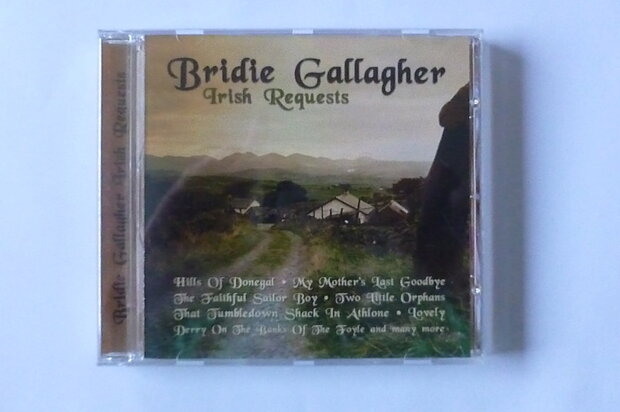 Bridie Gallagher Irish Requests
Bridie Gallagher
Irish Requests
Hills Of Donegal • My Mother's Last Goodbye
The Faithful Sailor Boy • Two Little Orphans
That Tumbledown Shack In Athlone • Lovely
Derry On The Banks Of The Foyle and many more